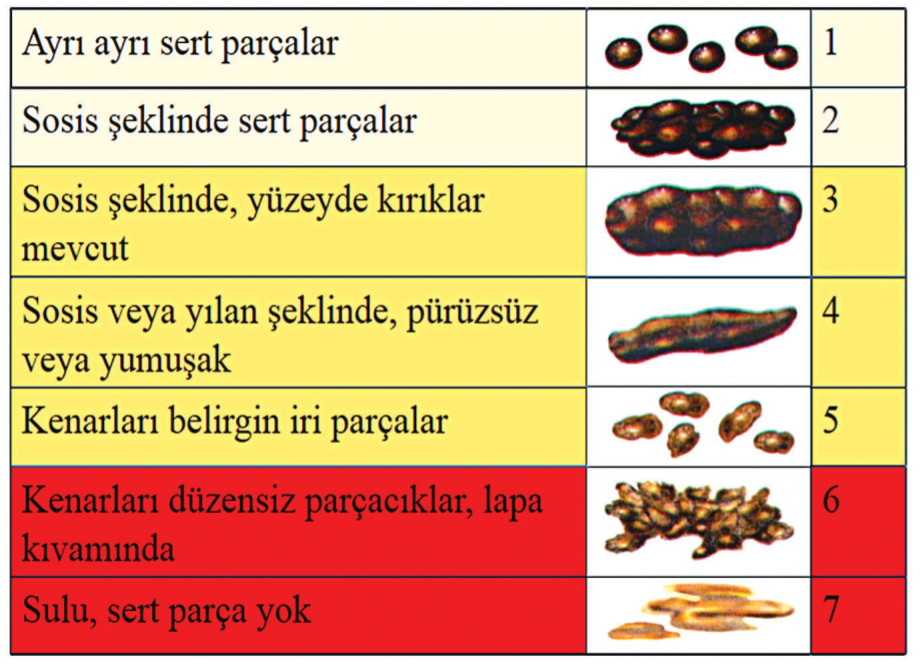 Ayrı ayrı sert parçalar 1
Sosis şeklinde sert parçalar 2
Sosis şeklinde, yüzeyde kırıklar 3
mevcut
Sosis veya yılan şeklinde, pürüzsüz 4
veya yumuşak
Kenarları belirgin iri parçalar 5
Kenarları düzensiz parçacıklar, lapa 6
kıvamında
Sulu, sert parça yok 7